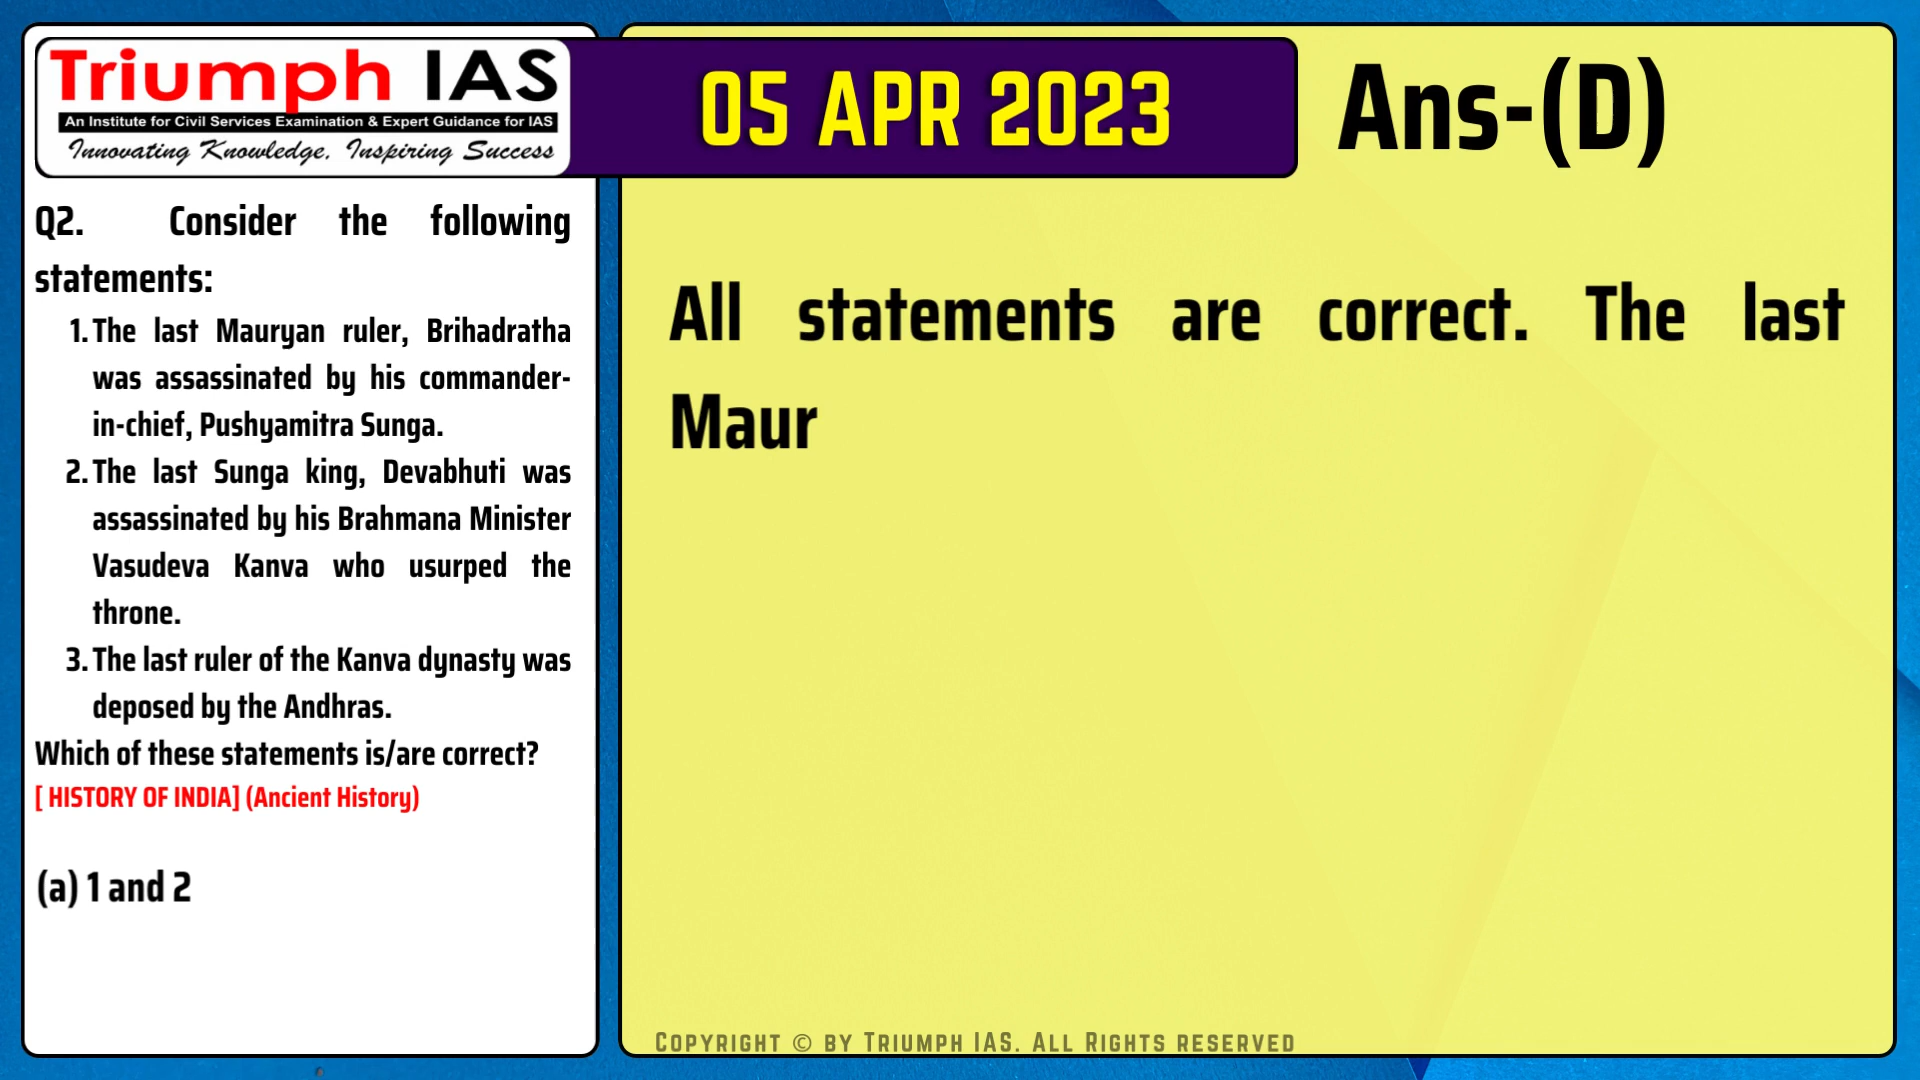 Triumph IAS
An Institute for Civil Services Examination & Expert Guidance for IAS
Innovating Knowledge, Inspiring Success
05 APR 2023
Ans-(D)
Q2. Consider the following
statements:
1. The last Mauryan ruler, Brihadratha
was assassinated by his commander-
in-chief, Pushyamitra Sunga.
2. The last Sunga king, Devabhuti was
assassinated by his Brahmana Minister
Vasudeva Kanva who usurped the
throne.
3. The last ruler of the Kanva dynasty was
deposed by the Andhras.
Which of these statements is/are correct?
[ HISTORY OF INDIA] (Ancient History)
(a) 1 and 2
All statements are correct. The last
Maur
Copyright © by Triumph IAS. All Rights reserved